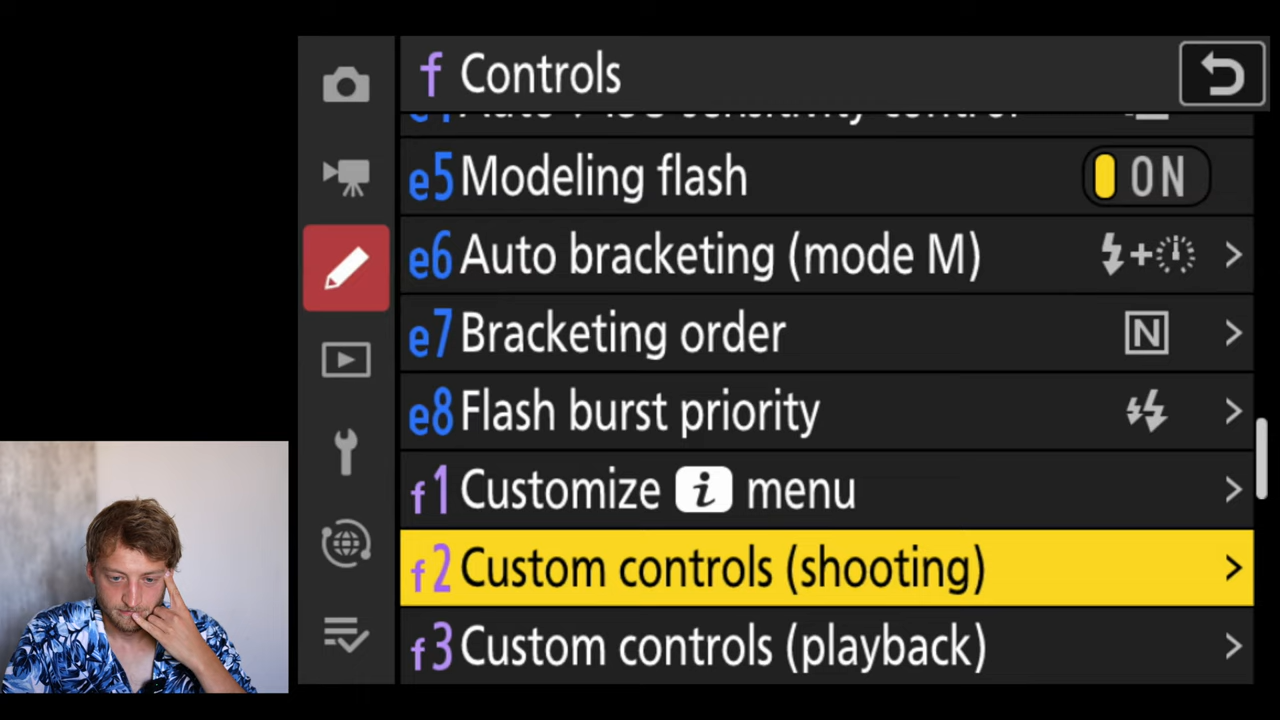 f Controls
e5 Modeling flash ON
e6 Auto bracketing (mode M)
e7 Bracketing order N
e8 Flash burst priority
f1 Customize i menu
f2 Custom controls (shooting)
f3 Custom controls (playback)